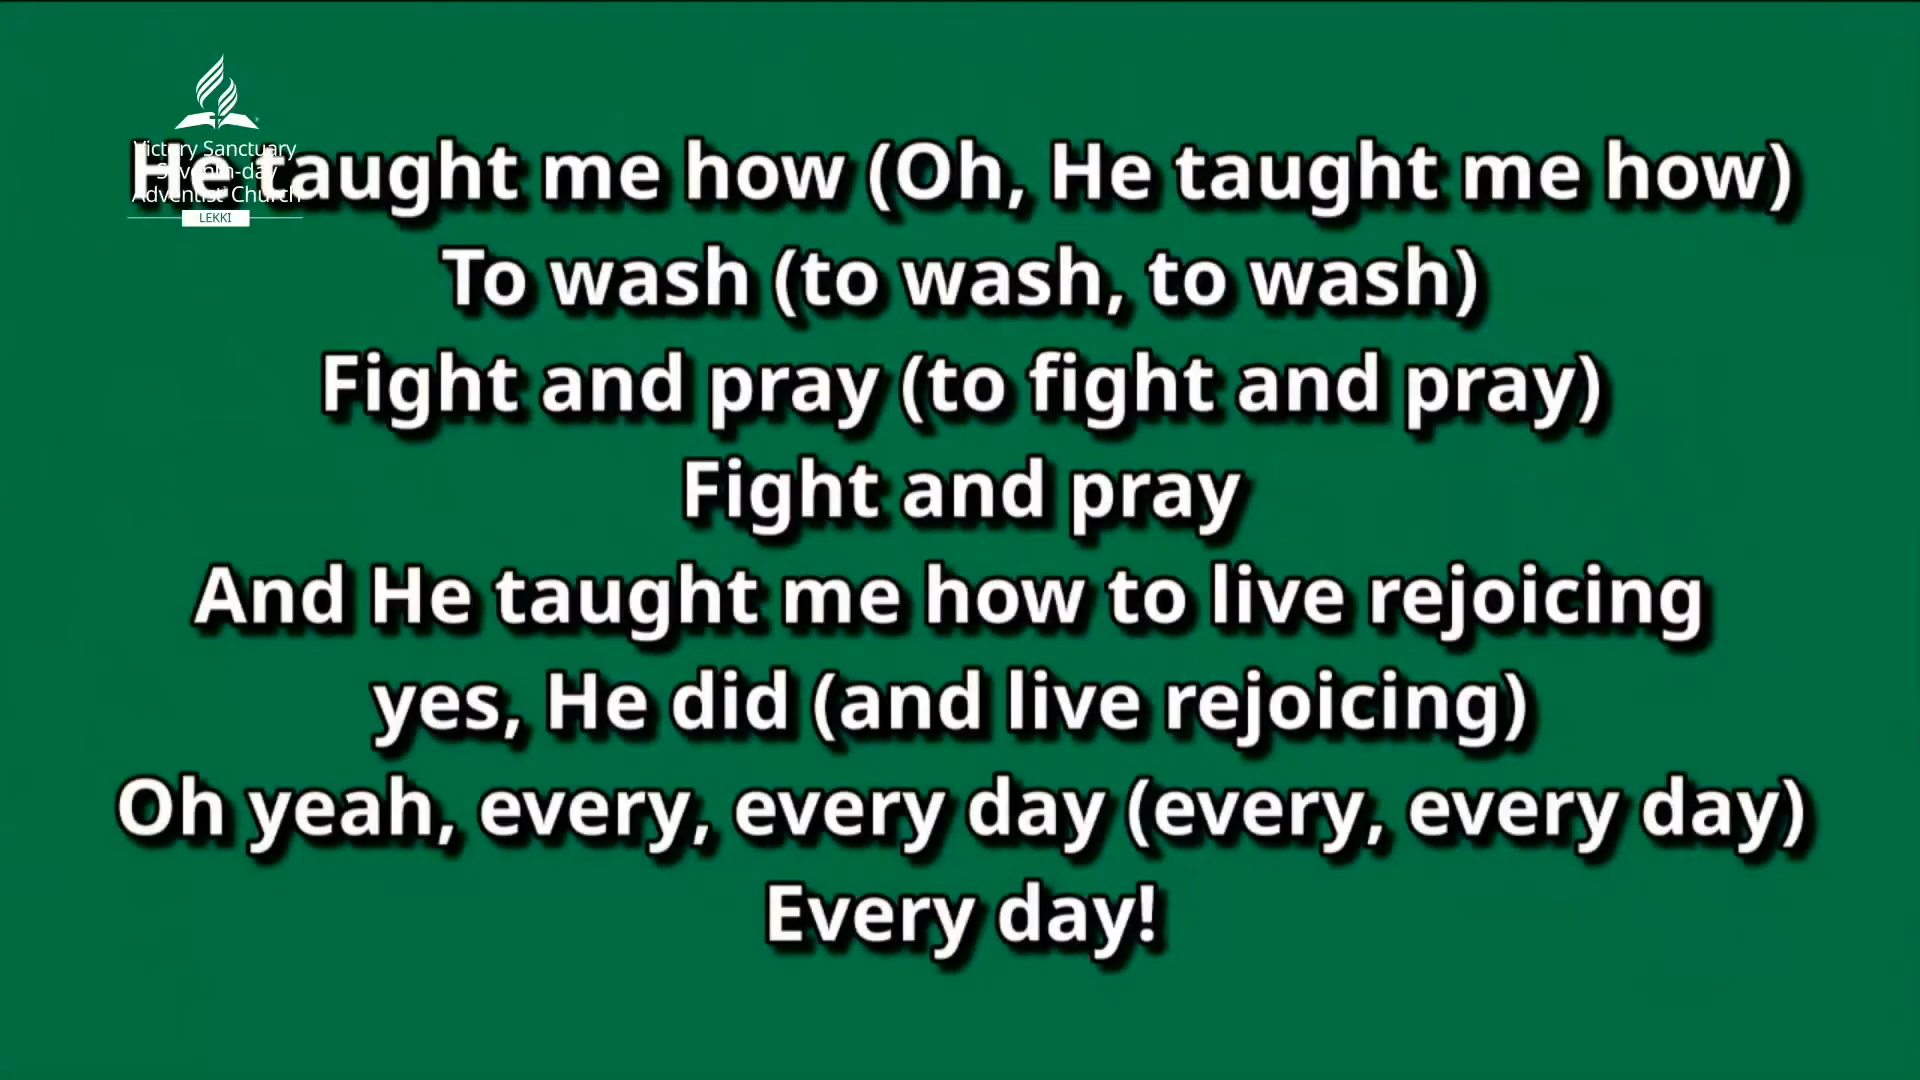 Victory Sanctuary
Seventh-day
Adventist Church
LEKKI
He taught me how (Oh, He taught me how)
To wash (to wash, to wash)
Fight and pray (to fight and pray)
Fight and pray
And He taught me how to live rejoicing
yes, He did (and live rejoicing)
Oh yeah, every, every day (every, every day)
Every day!